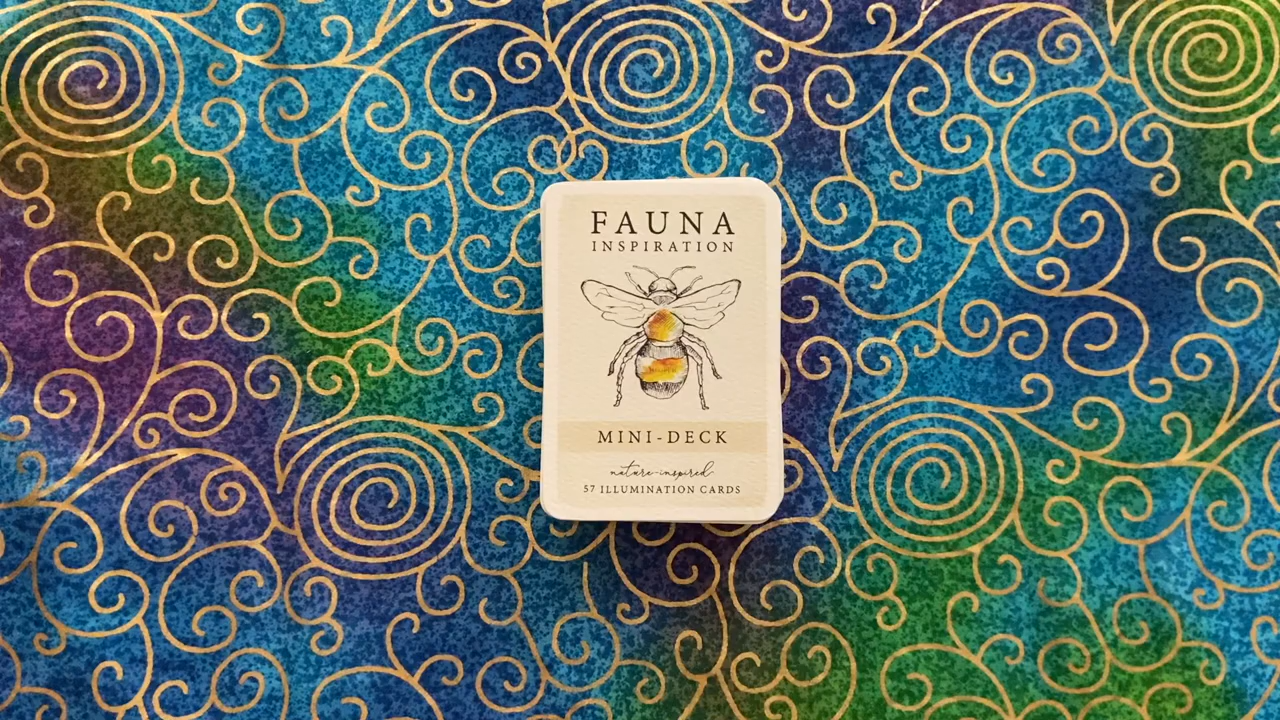 FAUNA
INSPIRATION
MINI-DECK
nature-inspired
57 ILLUMINATION CARDS